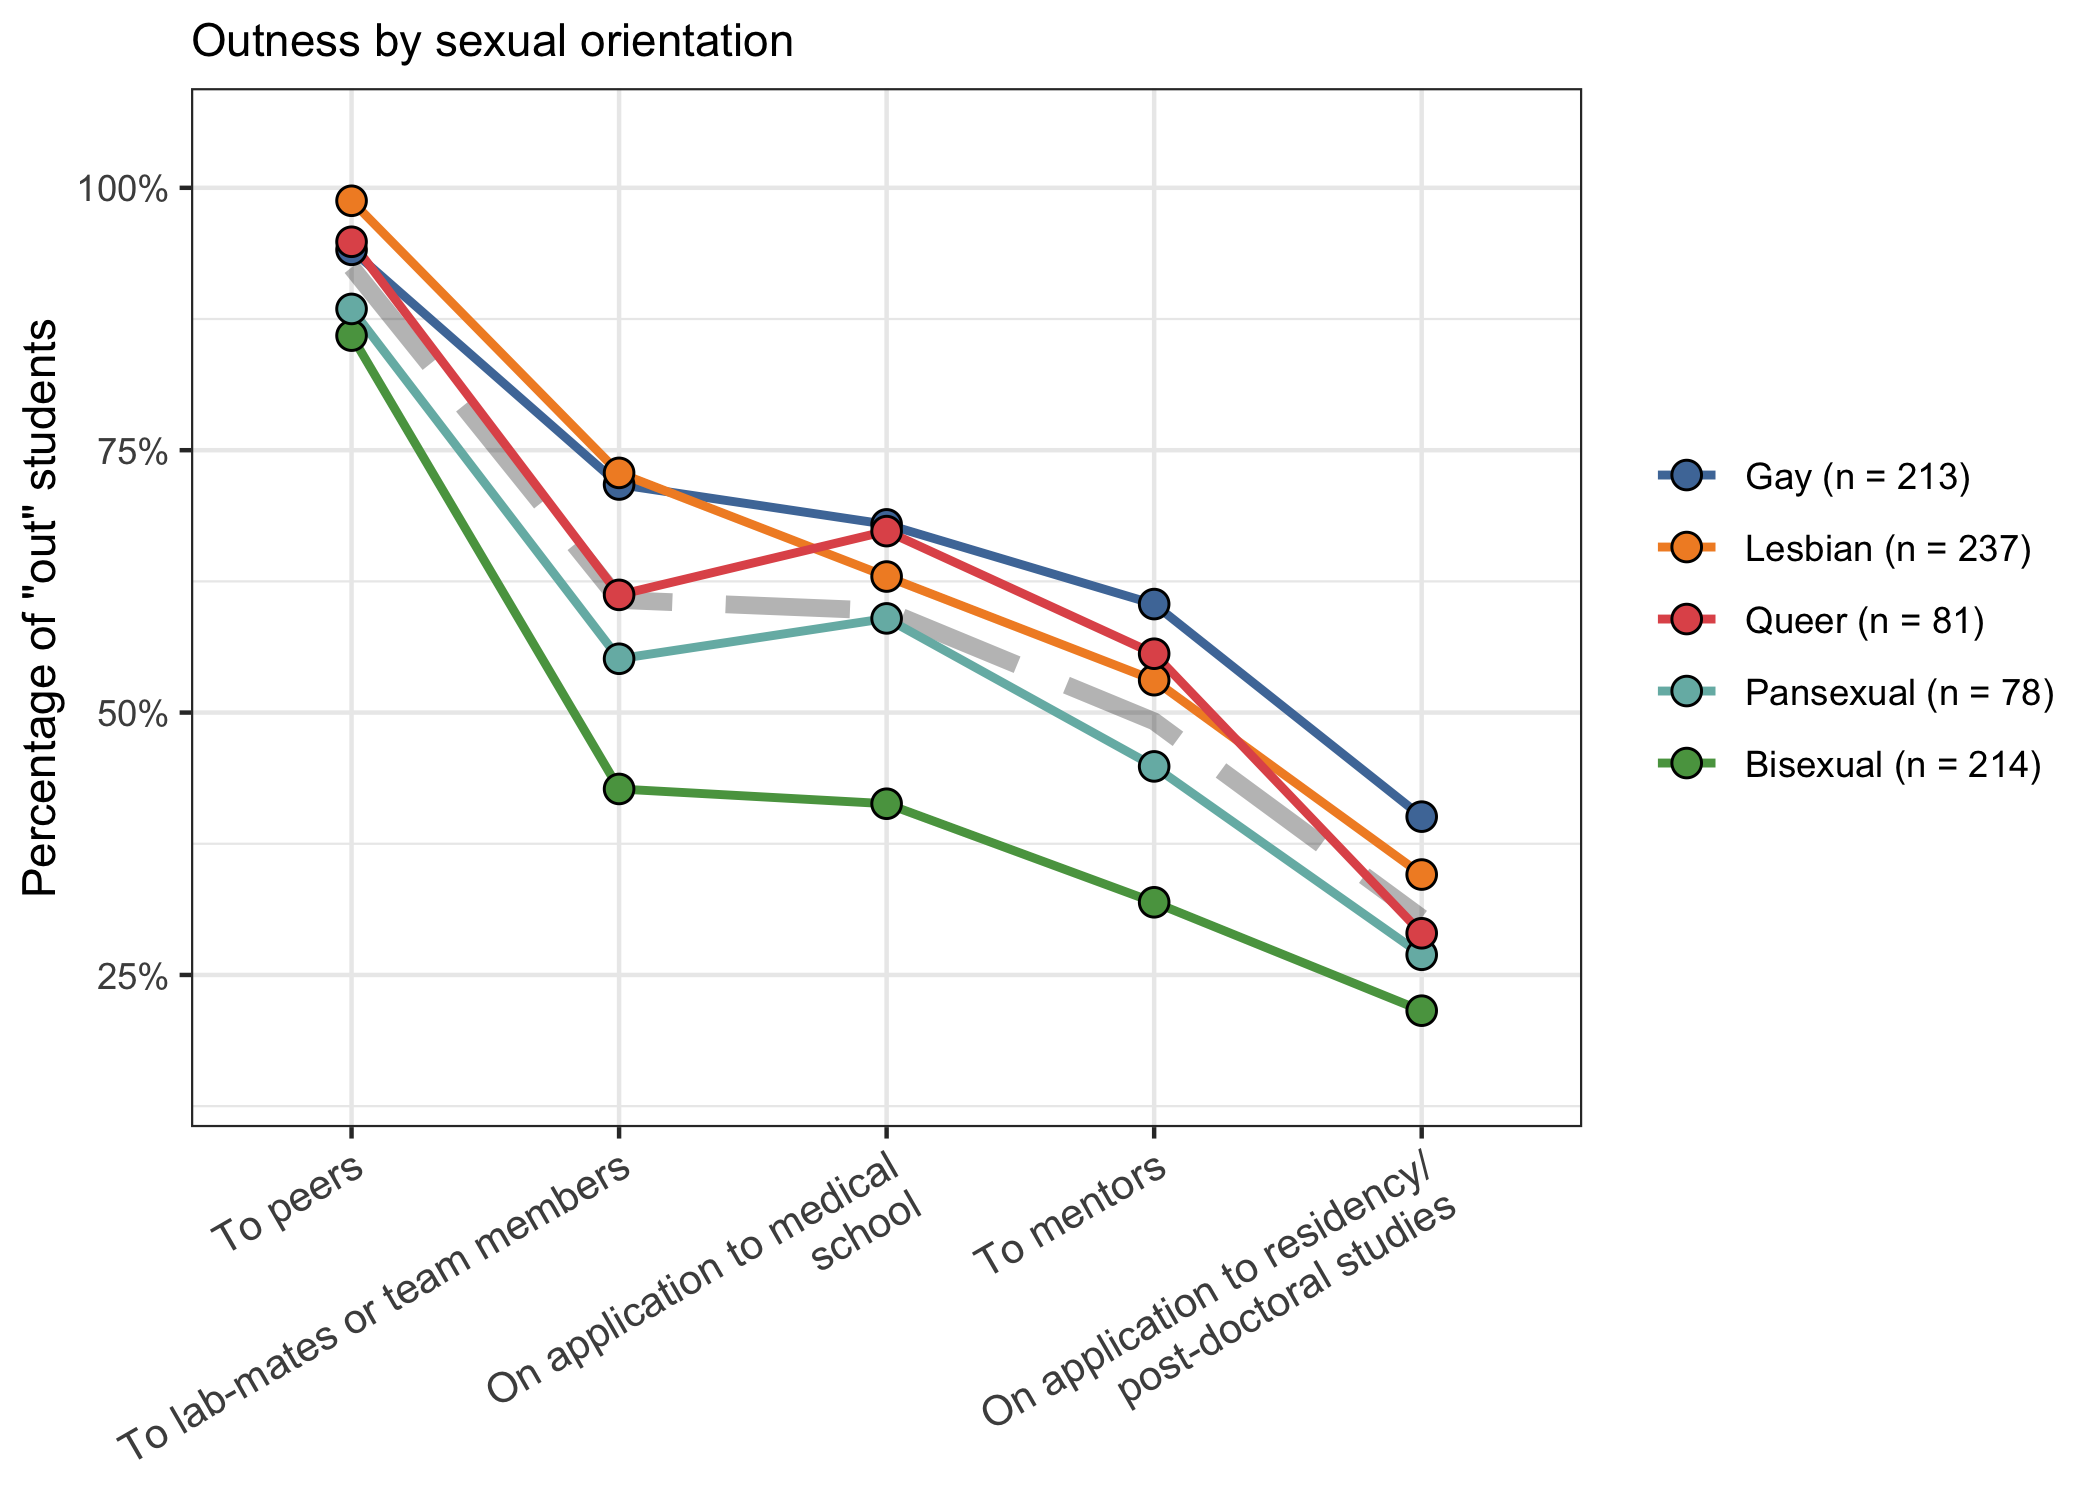 Outness by sexual orientation
Percentage of "out" students
100%
75%
50%
25%
To peers
To lab-mates or team members
On application to medical
school
To mentors
On application to residency/
post-doctoral studies
Gay (n = 213)
Lesbian (n = 237)
Queer (n = 81)
Pansexual (n = 78)
Bisexual (n = 214)